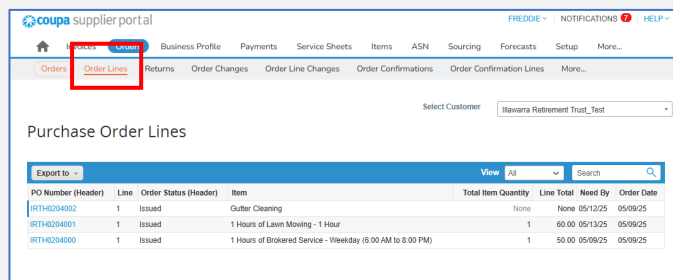 coupa supplier portal
FREDDIE NOTIFICATIONS 7 HELP
Invoices Orders Business Profile Payments Service Sheets Items ASN Sourcing Forecasts Setup More...
Orders Order Lines Returns Order Changes Order Line Changes Order Confirmations Order Confirmation Lines More...
Select Customer Illawarra Retirement Trust_Test
Purchase Order Lines
Export to View All Search
PO Number (Header) Line Order Status (Header) Item Total Item Quantity Line Total Need By Order Date
IRTH0204002 1 Issued Gutter Cleaning None None 05/12/25 05/09/25
IRTH0204001 1 Issued 1 Hours of Lawn Mowing - 1 Hour 1 60.00 05/13/25 05/09/25
IRTH0204000 1 Issued 1 Hours of Brokered Service - Weekday (6:00 AM to 8:00 PM) 1 50.00 05/09/25 05/09/25